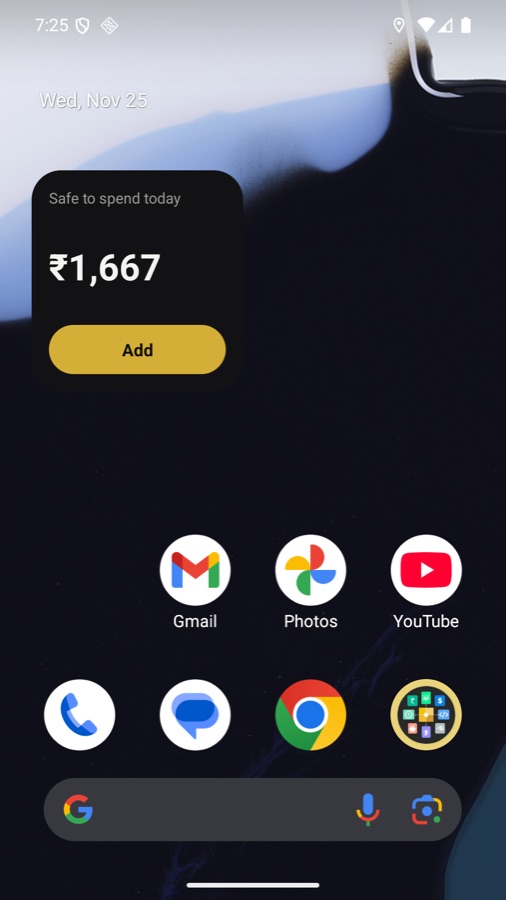 7:25
Wed, Nov 25
Safe to spend today
₹1,667
Add
Gmail
Photos
YouTube